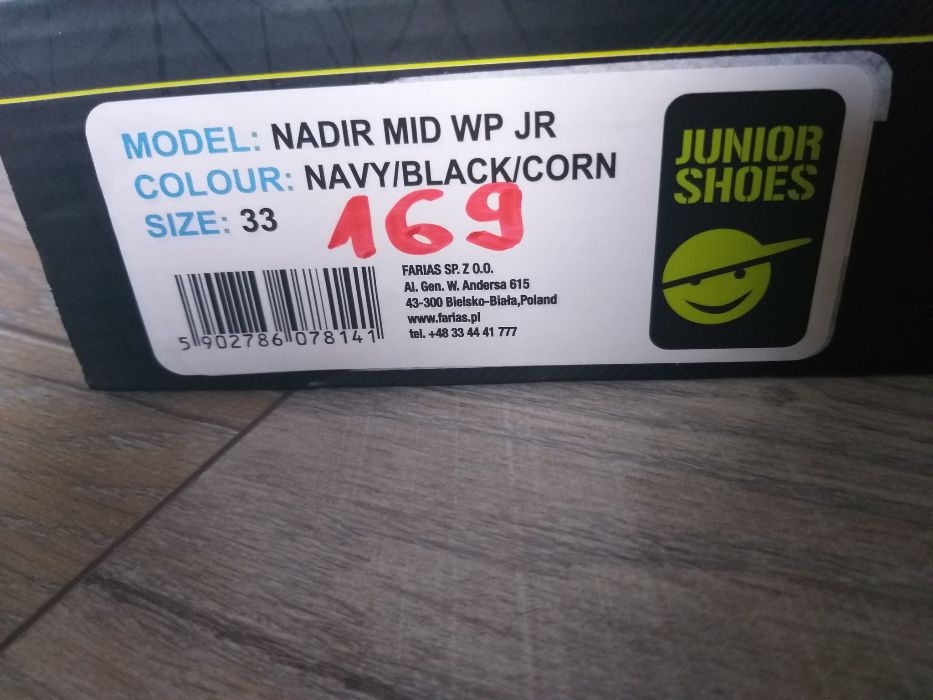 MODEL: NADIR MID WP JR
COLOUR: NAVY/BLACK/CORN
SIZE: 33
169
FARIAS SP. Z O.O.
Al. Gen. W. Andersa 615
43-300 Bielsko-Biała,Poland
www.farias.pl
tel. +48 33 44 41 777
5 902786 078141
JUNIOR
SHOES